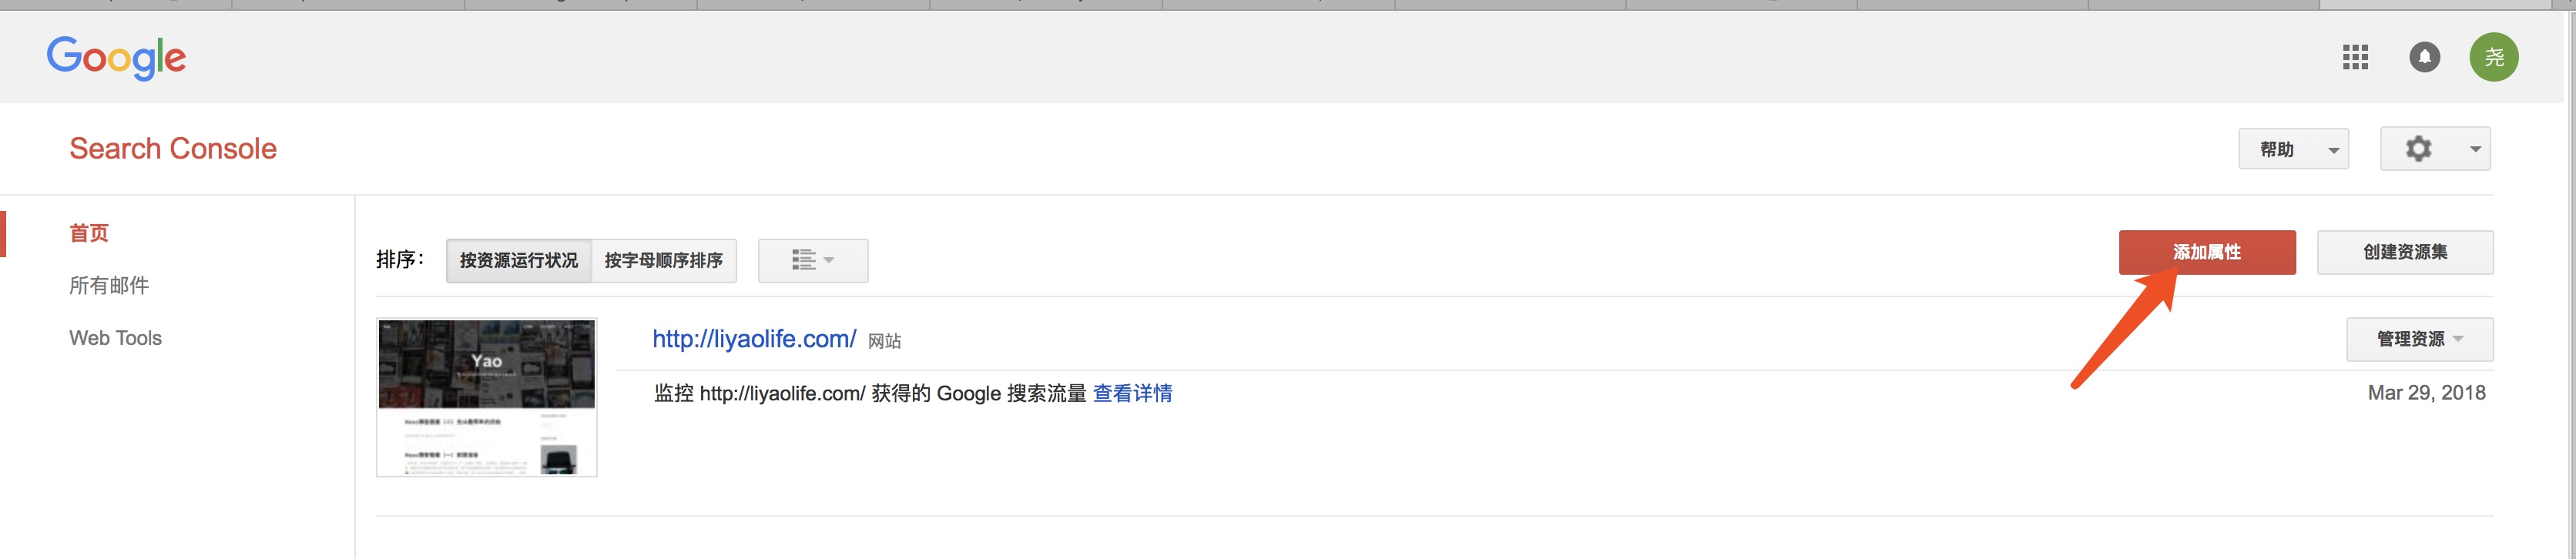 Google
尧
Search Console
帮助
首页
所有邮件
Web Tools
排序：
按资源运行状况
按字母顺序排序
添加属性
创建资源集
http://liyaolife.com/ 网站
管理资源
监控 http://liyaolife.com/ 获得的 Google 搜索流量 查看详情
Mar 29, 2018
Yao